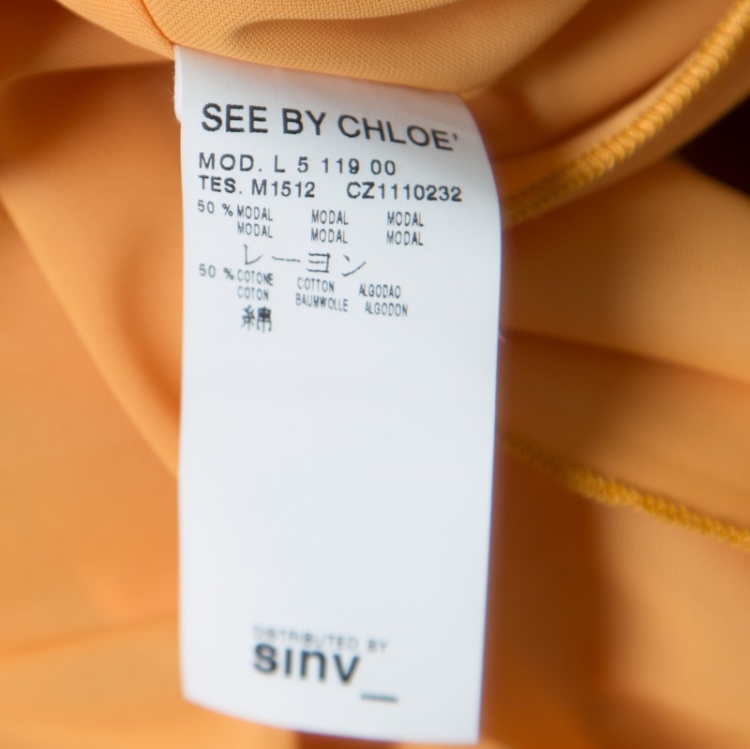 SEE BY CHLOE'
MOD. L 5 119 00
TES. M1512 CZ1110232
50 % MODAL MODAL MODAL
MODAL MODAL MODAL
レーヨン
50 % COTONE COTTON ALGODAO
COTON BAUMWOLLE ALGODON
綿
DISTRIBUTED BY
sinv_